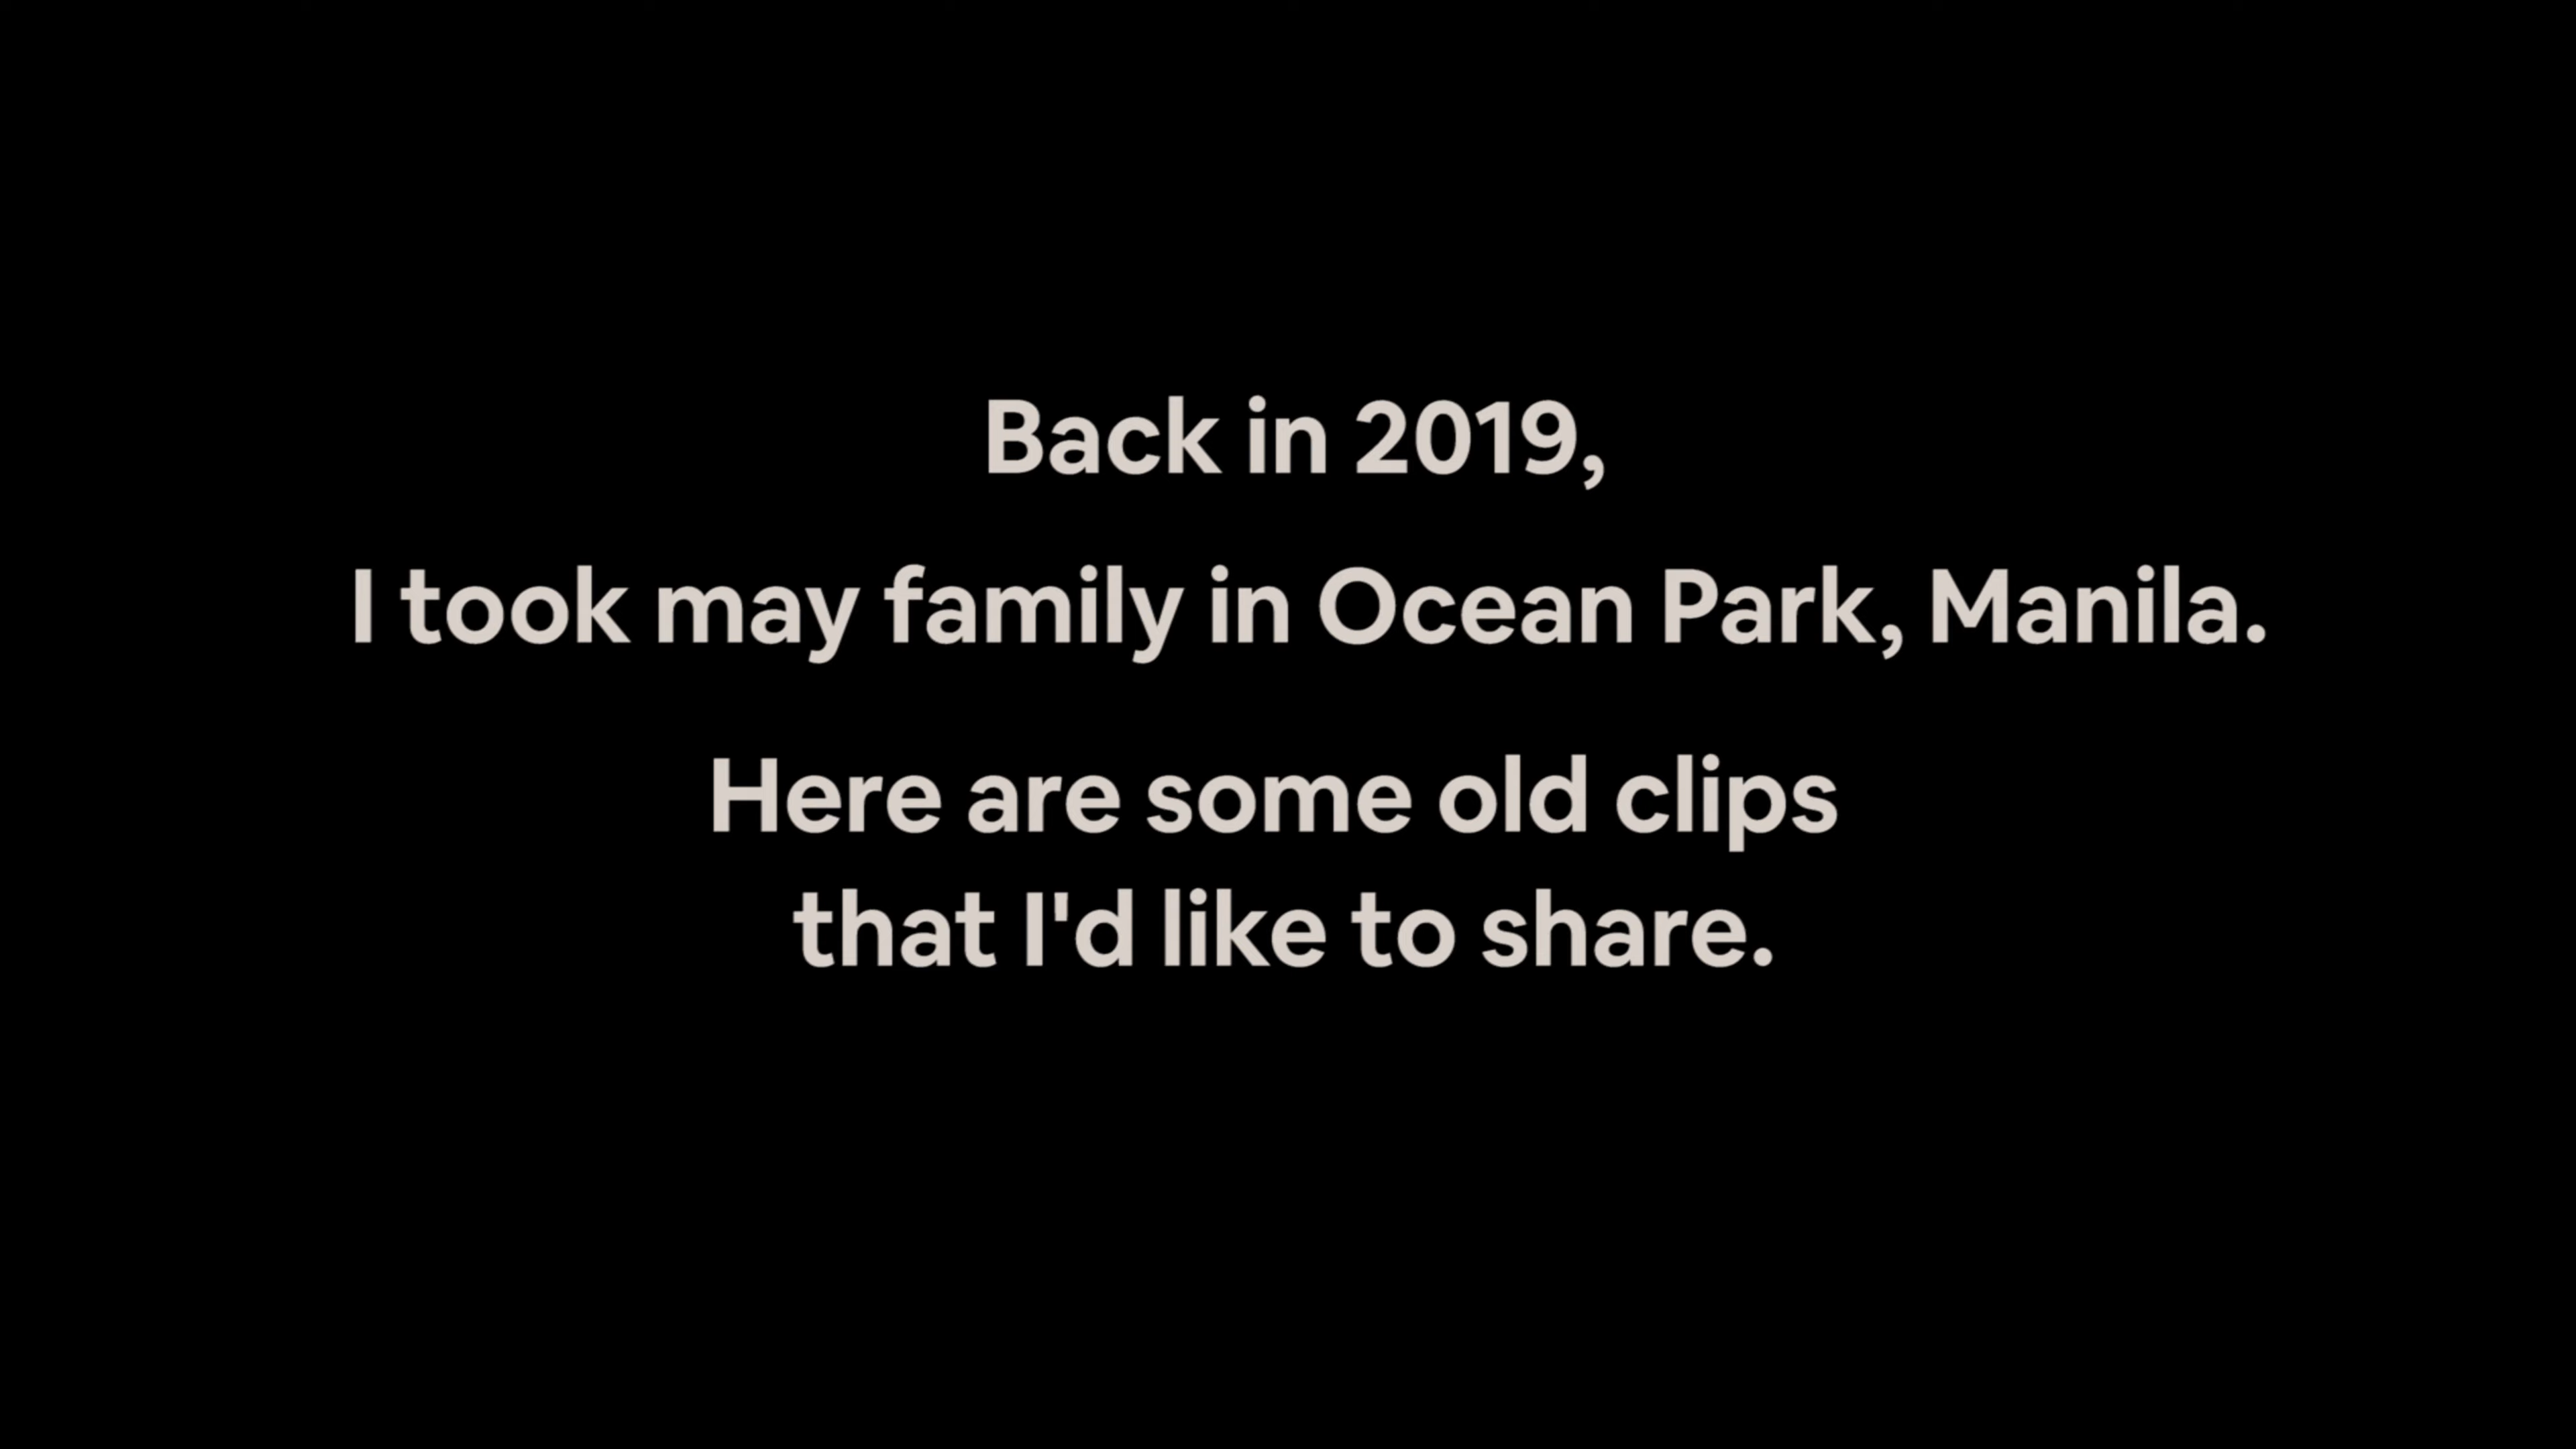 Back in 2019,
I took may family in Ocean Park, Manila.
Here are some old clips
that I'd like to share.